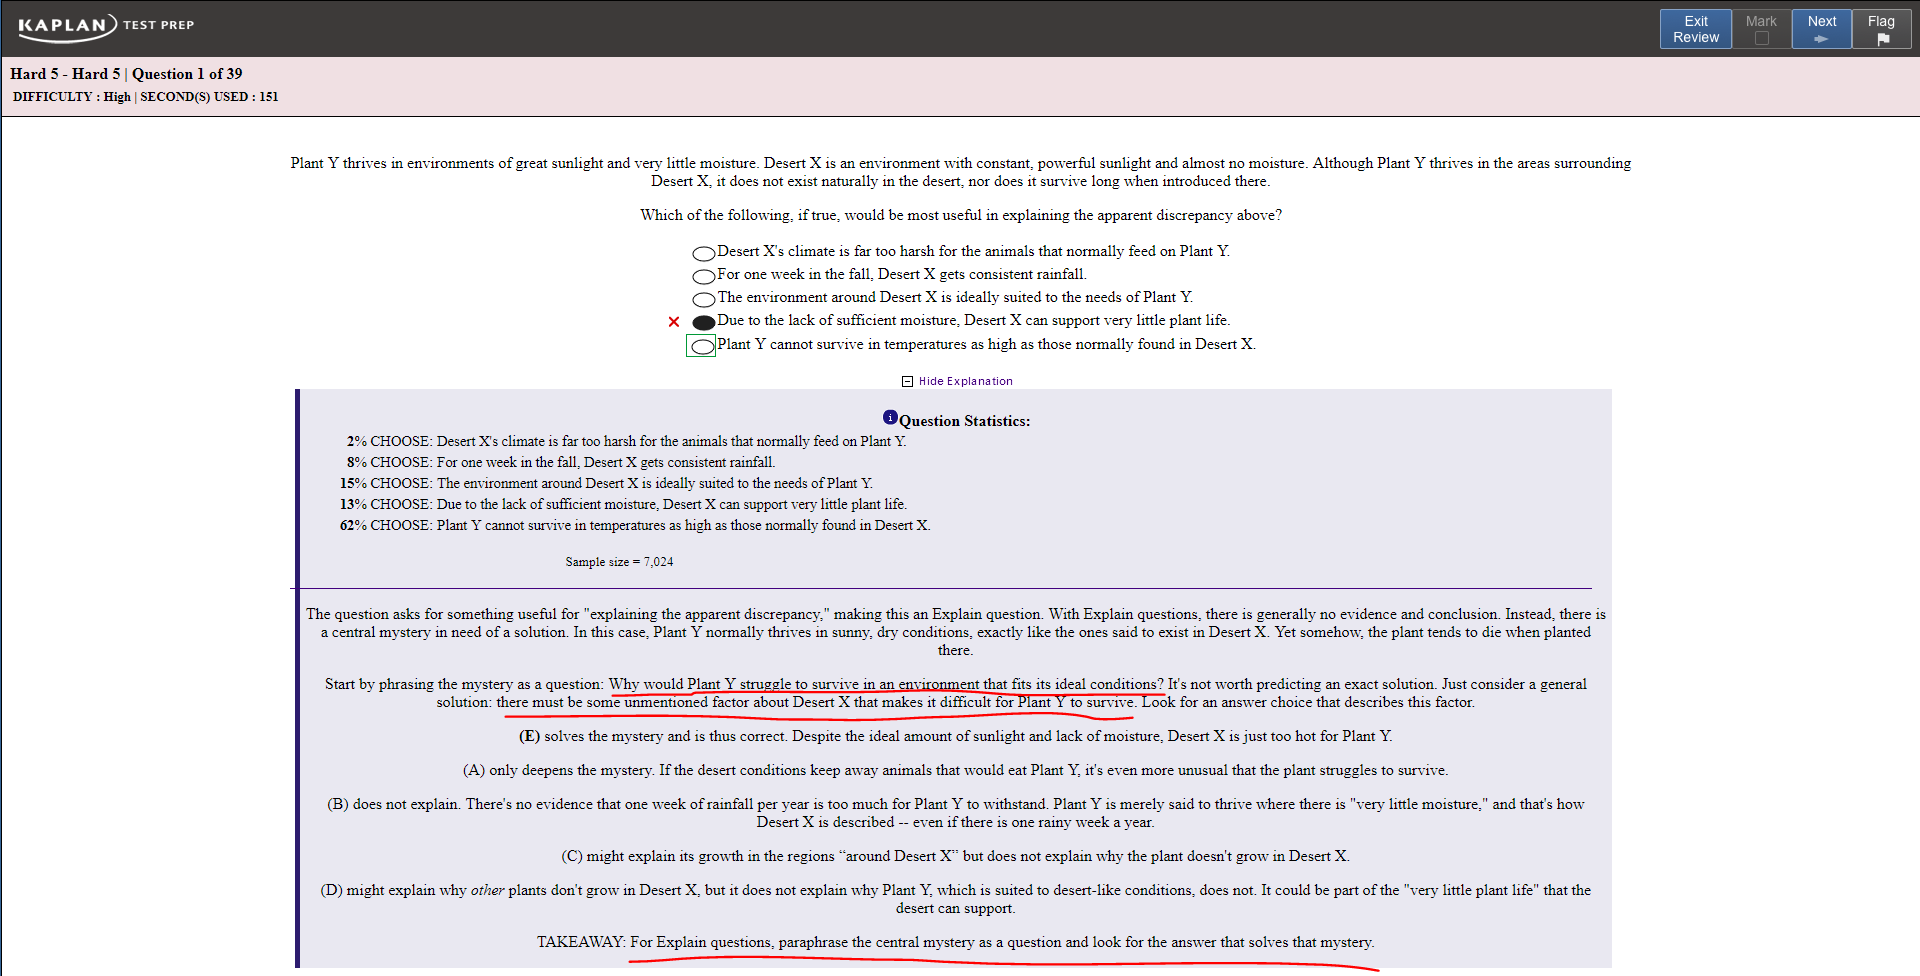 KAPLAN TEST PREP
Exit Review
Mark
Next
Flag
Hard 5 - Hard 5 | Question 1 of 39
DIFFICULTY : High | SECOND(S) USED : 151
Plant Y thrives in environments of great sunlight and very little moisture. Desert X is an environment with constant, powerful sunlight and almost no moisture. Although Plant Y thrives in the areas surrounding
Desert X, it does not exist naturally in the desert, nor does it survive long when introduced there.
Which of the following, if true, would be most useful in explaining the apparent discrepancy above?
Desert X's climate is far too harsh for the animals that normally feed on Plant Y.
For one week in the fall, Desert X gets consistent rainfall.
The environment around Desert X is ideally suited to the needs of Plant Y.
Due to the lack of sufficient moisture, Desert X can support very little plant life.
Plant Y cannot survive in temperatures as high as those normally found in Desert X.
Hide Explanation
Question Statistics:
2% CHOOSE: Desert X's climate is far too harsh for the animals that normally feed on Plant Y.
8% CHOOSE: For one week in the fall, Desert X gets consistent rainfall.
15% CHOOSE: The environment around Desert X is ideally suited to the needs of Plant Y.
13% CHOOSE: Due to the lack of sufficient moisture, Desert X can support very little plant life.
62% CHOOSE: Plant Y cannot survive in temperatures as high as those normally found in Desert X.
Sample size = 7,024
The question asks for something useful for "explaining the apparent discrepancy," making this an Explain question. With Explain questions, there is generally no evidence and conclusion. Instead, there is
a central mystery in need of a solution. In this case, Plant Y normally thrives in sunny, dry conditions, exactly like the ones said to exist in Desert X. Yet somehow, the plant tends to die when planted
there.
Start by phrasing the mystery as a question: Why would Plant Y struggle to survive in an environment that fits its ideal conditions? It's not worth predicting an exact solution. Just consider a general
solution: there must be some unmentioned factor about Desert X that makes it difficult for Plant Y to survive. Look for an answer choice that describes this factor.
(E) solves the mystery and is thus correct. Despite the ideal amount of sunlight and lack of moisture, Desert X is just too hot for Plant Y.
(A) only deepens the mystery. If the desert conditions keep away animals that would eat Plant Y, it's even more unusual that the plant struggles to survive.
(B) does not explain. There's no evidence that one week of rainfall per year is too much for Plant Y to withstand. Plant Y is merely said to thrive where there is "very little moisture," and that's how
Desert X is described -- even if there is one rainy week a year.
(C) might explain its growth in the regions “around Desert X” but does not explain why the plant doesn't grow in Desert X.
(D) might explain why other plants don't grow in Desert X, but it does not explain why Plant Y, which is suited to desert-like conditions, does not. It could be part of the "very little plant life" that the
desert can support.
TAKEAWAY: For Explain questions, paraphrase the central mystery as a question and look for the answer that solves that mystery.